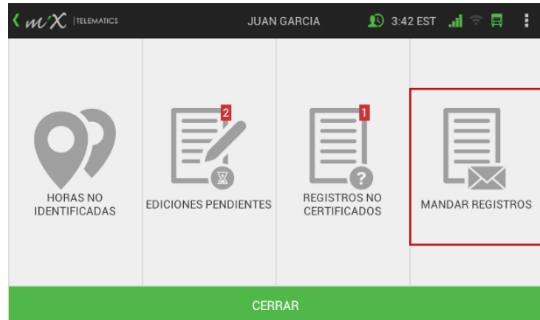 miX TELEMATICS
JUAN GARCIA
3:42 EST
2
1
?
HORAS NO
IDENTIFICADAS
EDICIONES PENDIENTES
REGISTROS NO
CERTIFICADOS
MANDAR REGISTROS
CERRAR